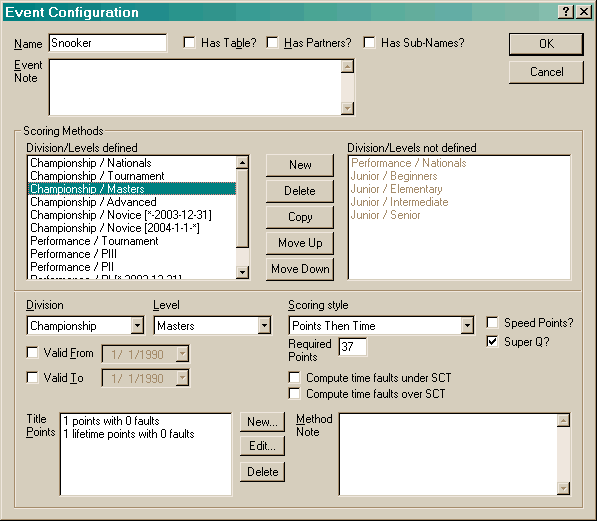 Event Configuration
Name Snooker Has Table? Has Partners? Has Sub-Names? OK
Event Note Cancel
Scoring Methods
Division/Levels defined Division/Levels not defined
Championship / Nationals New Performance / Nationals
Championship / Tournament Junior / Beginners
Championship / Masters Delete Junior / Elementary
Championship / Advanced Junior / Intermediate
Championship / Novice [*-2003-12-31] Copy Junior / Senior
Championship / Novice [2004-1-1-*]
Performance / Tournament Move Up
Performance / PIII
Performance / PII Move Down
Performance / PI [*-2003-12-31]
Division Level Scoring style
Championship Masters Points Then Time Speed Points?
Valid From 1/ 1/1990 Required Points 37 Super Q?
Valid To 1/ 1/1990 Compute time faults under SCT
Compute time faults over SCT
Title Points 1 points with 0 faults New... Method Note
1 lifetime points with 0 faults Edit...
Delete